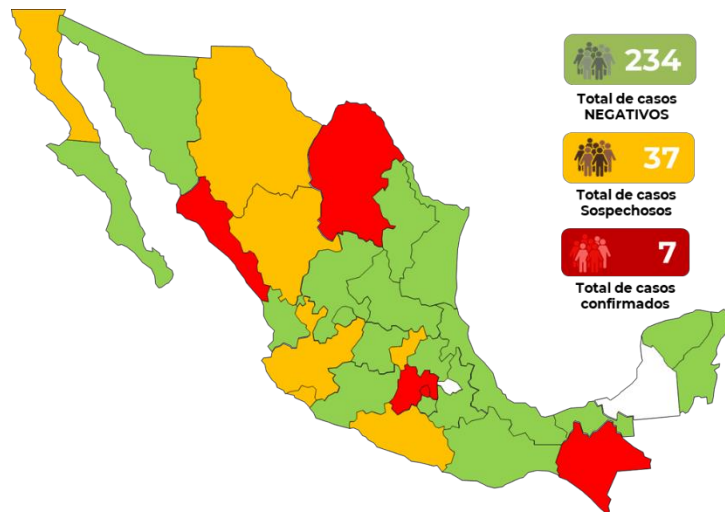 234
Total de casos
NEGATIVOS
37
Total de casos
Sospechosos
7
Total de casos
confirmados